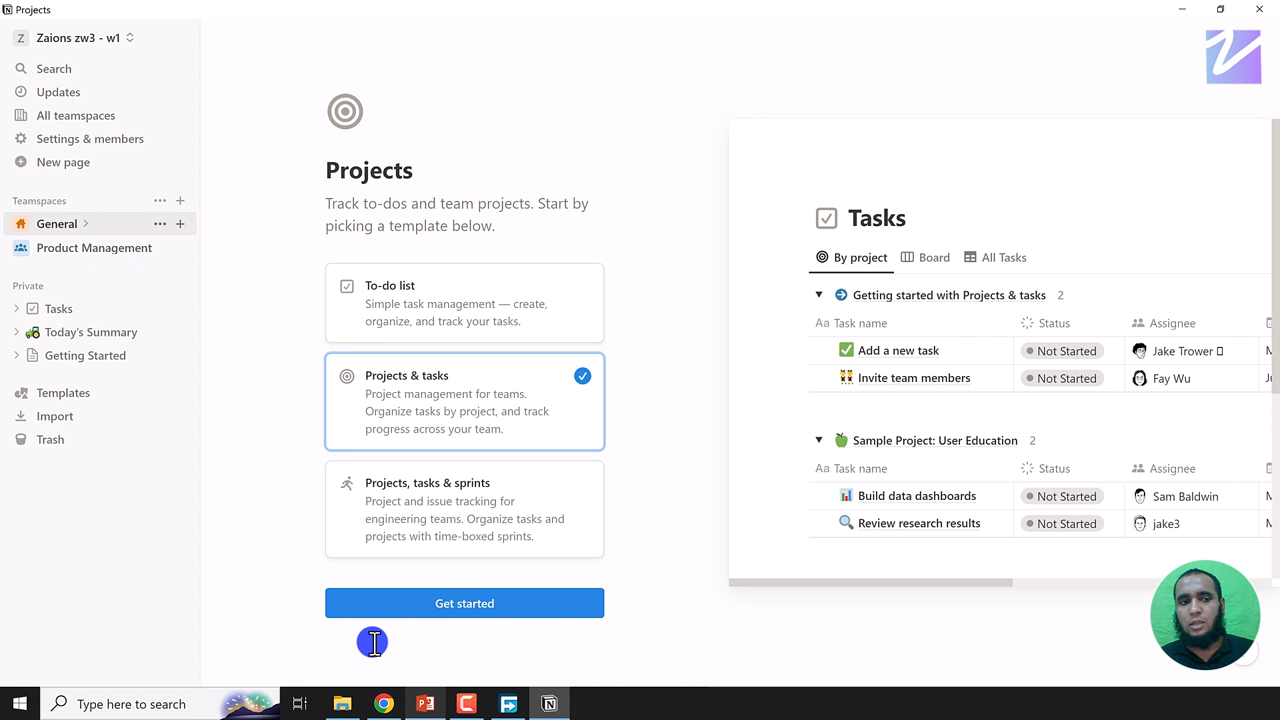 Projects
Z Zaions zw3 - w1
Search
Updates
All teamspaces
Settings & members
New page
Teamspaces
General
Product Management
Private
Tasks
Today's Summary
Getting Started
Templates
Import
Trash
Projects
Track to-dos and team projects. Start by
picking a template below.
To-do list
Simple task management — create,
organize, and track your tasks.
Projects & tasks
Project management for teams.
Organize tasks by project, and track
progress across your team.
Projects, tasks & sprints
Project and issue tracking for
engineering teams. Organize tasks and
projects with time-boxed sprints.
Get started
Tasks
By project Board All Tasks
Getting started with Projects & tasks 2
Aa Task name Status Assignee
Add a new task Not Started Jake Trower
Invite team members Not Started Fay Wu
Sample Project: User Education 2
Aa Task name Status Assignee
Build data dashboards Not Started Sam Baldwin
Review research results Not Started jake3
Type here to search